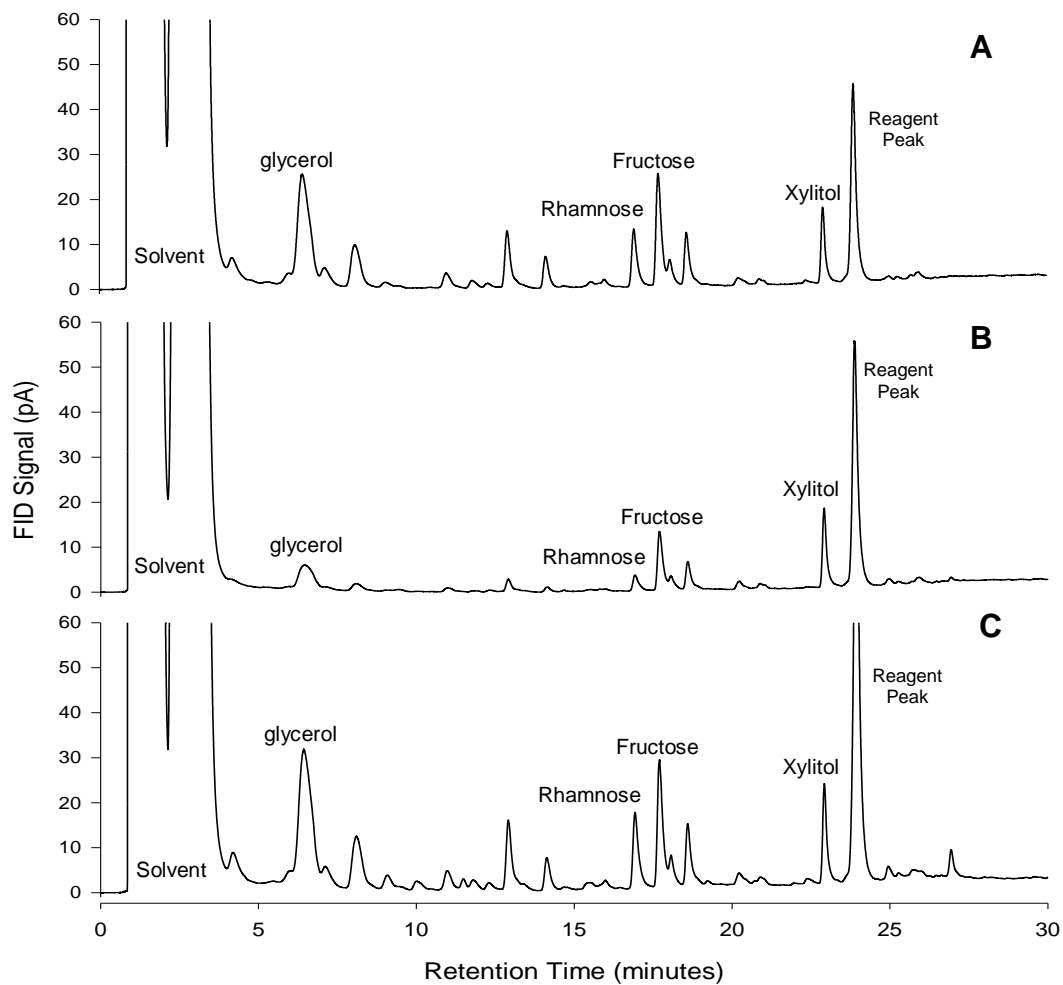 60
A
50
40
Reagent
Peak
30
glycerol
Fructose
20
Rhamnose
Xylitol
10
Solvent
0
60
B
50
Reagent
Peak
40
30
Xylitol
20
Fructose
10
glycerol
Rhamnose
Solvent
0
60
C
50
Reagent
Peak
40
glycerol
30
Fructose
Xylitol
Rhamnose
20
10
Solvent
0
FID Signal (pA)
0 5 10 15 20 25 30
Retention Time (minutes)